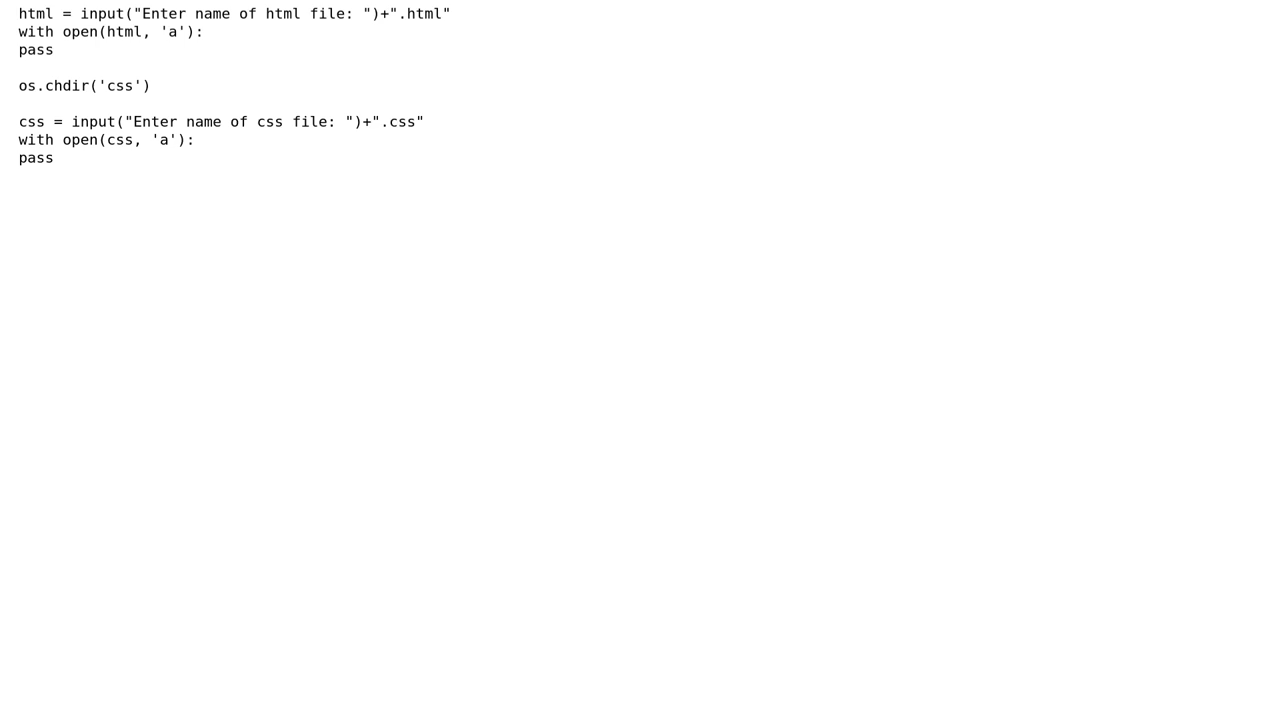 html = input("Enter name of html file: ")+".html"
with open(html, 'a'):
pass

os.chdir('css')

css = input("Enter name of css file: ")+".css"
with open(css, 'a'):
pass